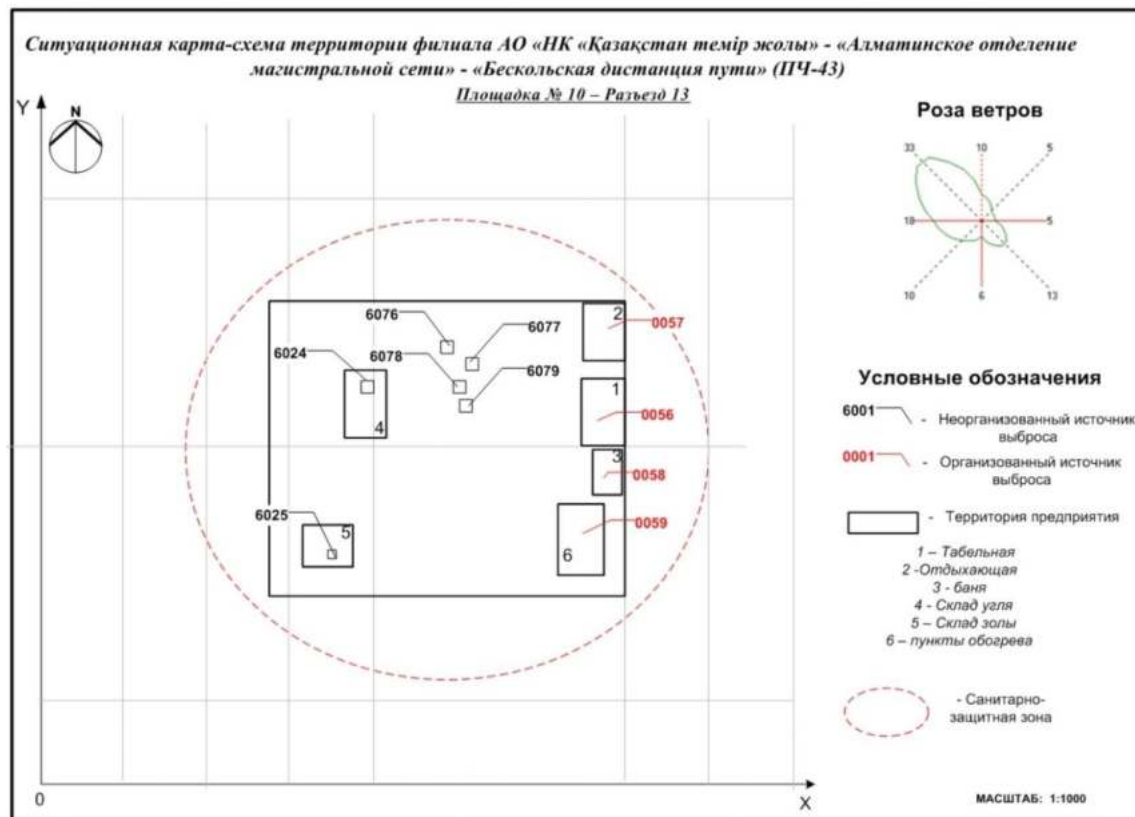 Ситуационная карта-схема территории филиала АО «НК «Қазақстан темір жолы» - «Алматинское отделение
магистральной сети» - «Бескольская дистанция пути» (ПЧ-43)
Площадка № 10 – Разъезд 13
Y
N
6076
6077
6024
6078
6079
4
2
0057
1
0056
3
0058
0059
6
6025
5
0
X
Роза ветров
33
10
5
18
5
10
6
13
Условные обозначения
6001 - Неорганизованный источник
выброса
0001 - Организованный источник
выброса
- Территория предприятия
1 – Табельная
2 -Отдыхающая
3 - баня
4 - Склад угля
5 – Склад золы
6 – пункты обогрева
- Санитарно-
защитная зона
МАСШТАБ: 1:1000